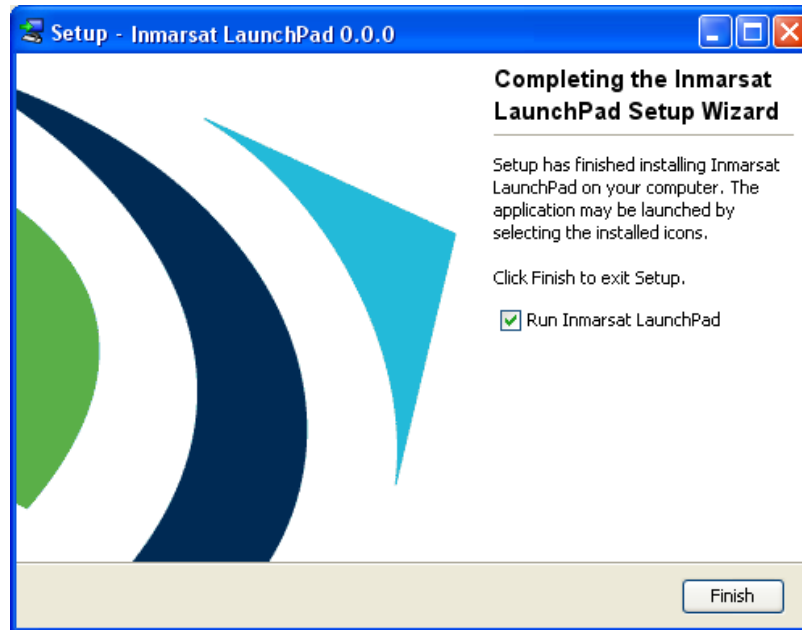 Setup - Inmarsat LaunchPad 0.0.0
Completing the Inmarsat
LaunchPad Setup Wizard
Setup has finished installing Inmarsat
LaunchPad on your computer. The
application may be launched by
selecting the installed icons.
Click Finish to exit Setup.
Run Inmarsat LaunchPad
Finish